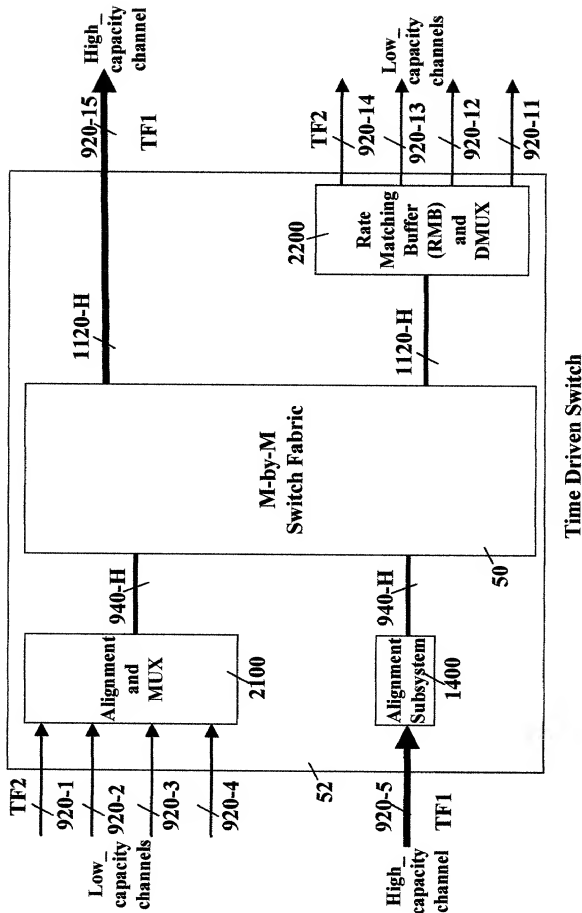 TF2
920-1
920-2
920-3
920-4
Low_
capacity
channels
High_
capacity
channel
920-5
TF1
52
Alignment
and
MUX
2100
Alignment
Subsystem
1400
940-H
940-H
M-by-M
Switch Fabric
50
1120-H
1120-H
2200
Rate
Matching
Buffer
(RMB)
and
DMUX
High_
capacity
channel
920-15
TF1
TF2
920-14
920-13
920-12
920-11
Low_
capacity
channels
Time Driven Switch